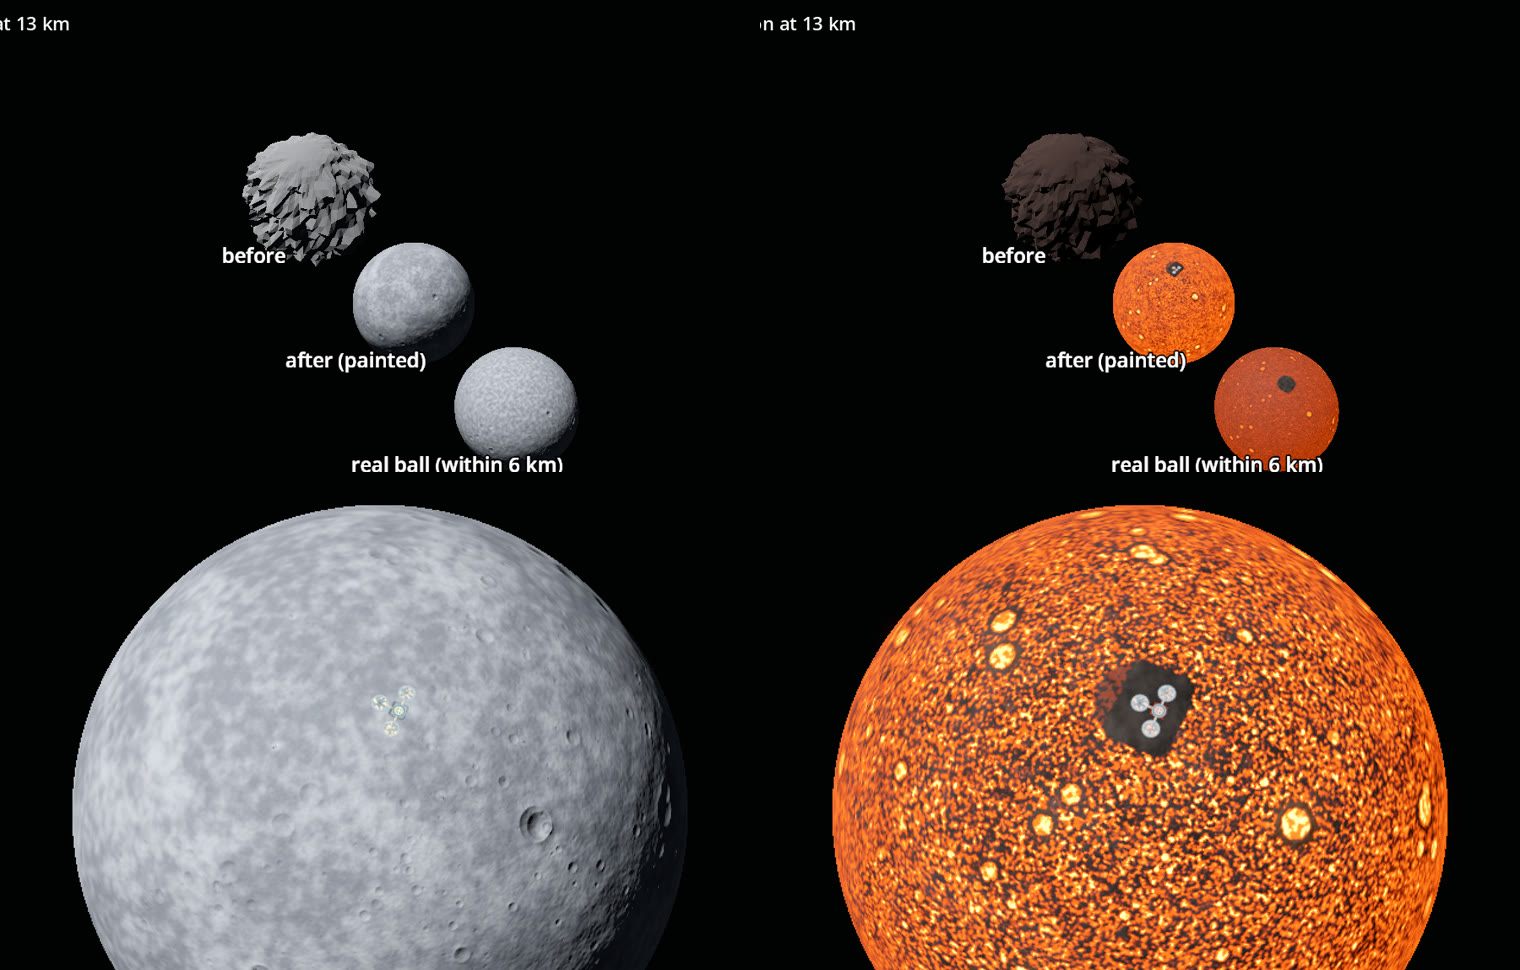 at 13 km
n at 13 km
before
before
after (painted)
after (painted)
real ball (within 6 km)
real ball (within 6 km)